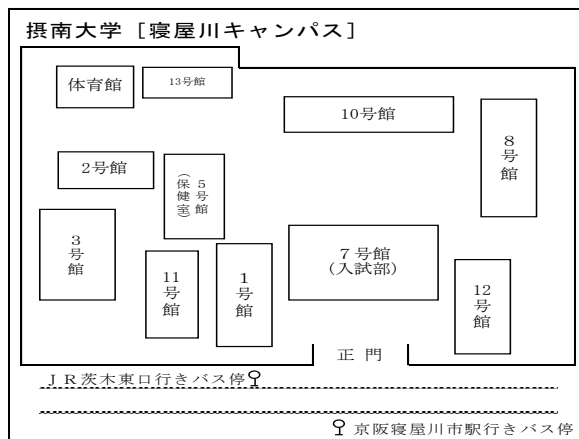 摂南大学［寝屋川キャンパス］
体育館
13号館
10号館
8号館
2号館
5号館
（保健室）
3号館
11号館
1号館
7号館
（入試部）
12号館
正門
ＪＲ茨木東口行きバス停
京阪寝屋川市駅行きバス停